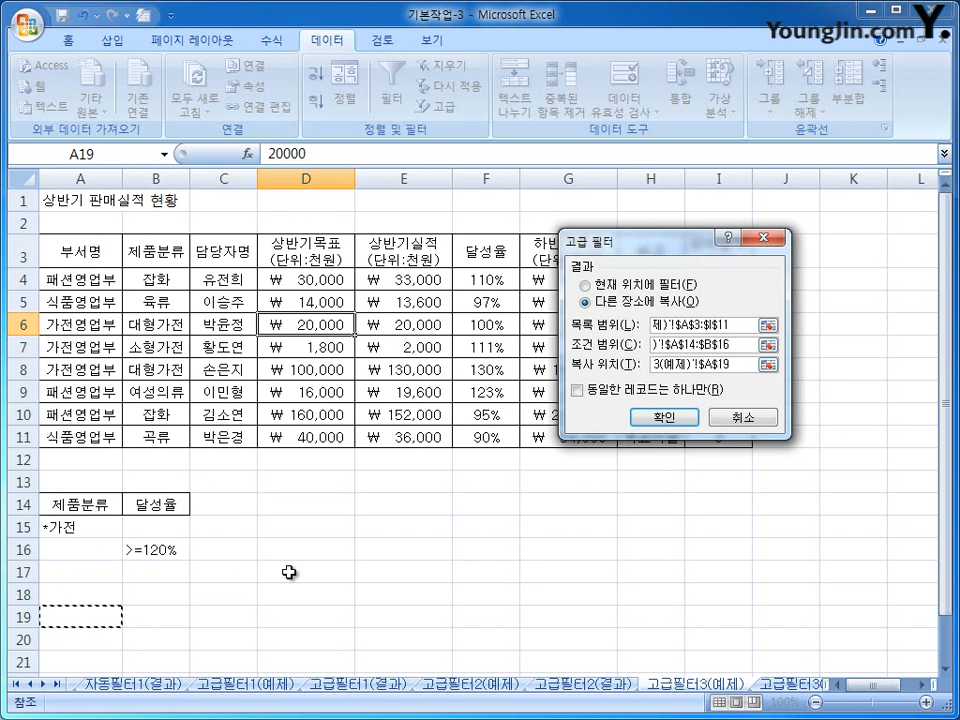 기본작업-3 - Microsoft Excel
YoungJin.com Y.
홈 삽입 페이지 레이아웃 수식 데이터 검토 보기
Access
웹
텍스트
기타 원본
기존 연결
외부 데이터 가져오기
모두 새로 고침
연결
속성
연결 편집
연결
정렬
필터
지우기
다시 적용
고급
정렬 및 필터
텍스트 나누기
중복된 항목 제거
데이터 유효성 검사
통합
가상 분석
데이터 도구
그룹
그룹 해제
부분합
윤곽선
A19 fx 20000
A B C D E F G H I J K L
1 상반기 판매실적 현황
2
3 부서명 제품분류 담당자명 상반기목표 (단위:천원) 상반기실적 (단위:천원) 달성율
4 패션영업부 잡화 유전희 ₩ 30,000 ₩ 33,000 110% ₩
5 식품영업부 육류 이승주 ₩ 14,000 ₩ 13,600 97% ₩
6 가전영업부 대형가전 박윤정 ₩ 20,000 ₩ 20,000 100% ₩
7 가전영업부 소형가전 황도연 ₩ 1,800 ₩ 2,000 111% ₩
8 가전영업부 대형가전 손은지 ₩ 100,000 ₩ 130,000 130% ₩
9 패션영업부 여성의류 이민형 ₩ 16,000 ₩ 19,600 123% ₩
10 패션영업부 잡화 김소연 ₩ 160,000 ₩ 152,000 95% ₩
11 식품영업부 곡류 박은경 ₩ 40,000 ₩ 36,000 90% ₩
12
13
14 제품분류 달성율
15 *가전
16 >=120%
17
18
19
20
21
고급 필터
결과
현재 위치에 필터(F)
다른 장소에 복사(O)
목록 범위(L): 제)'!$A$3:$I$11
조건 범위(C): )'!$A$14:$B$16
복사 위치(T): 3(예제)'!$A$19
동일한 레코드는 하나만(R)
확인 취소
자동필터1(결과) 고급필터1(예제) 고급필터1(결과) 고급필터2(예제) 고급필터2(결과) 고급필터3(예제)
참조 100%